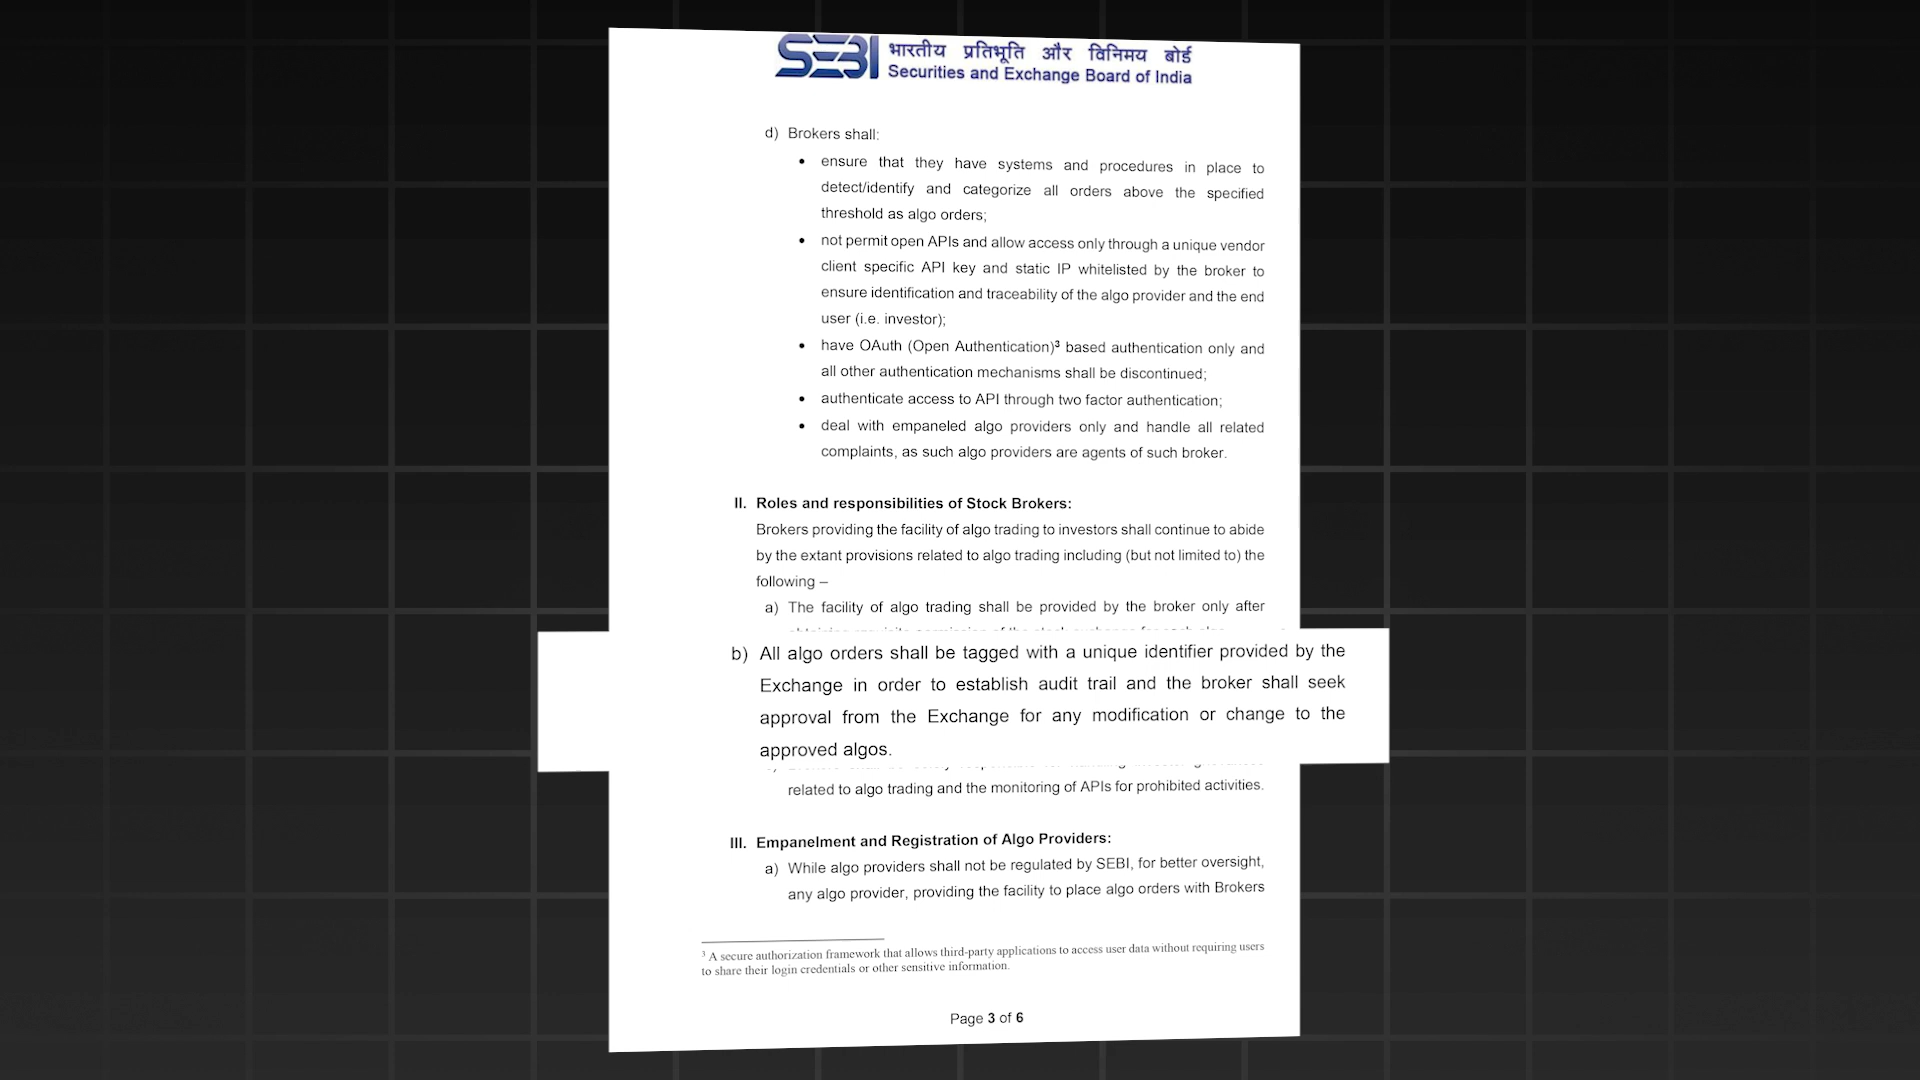 SEBI भारतीय प्रतिभूति और विनिमय बोर्ड
Securities and Exchange Board of India
d) Brokers shall:
• ensure that they have systems and procedures in place to
detect/identify and categorize all orders above the specified
threshold as algo orders;
• not permit open APIs and allow access only through a unique vendor
client specific API key and static IP whitelisted by the broker to
ensure identification and traceability of the algo provider and the end
user (i.e. investor);
• have OAuth (Open Authentication)³ based authentication only and
all other authentication mechanisms shall be discontinued;
• authenticate access to API through two factor authentication;
• deal with empaneled algo providers only and handle all related
complaints, as such algo providers are agents of such broker.
II. Roles and responsibilities of Stock Brokers:
Brokers providing the facility of algo trading to investors shall continue to abide
by the extant provisions related to algo trading including (but not limited to) the
following –
a) The facility of algo trading shall be provided by the broker only after
b) All algo orders shall be tagged with a unique identifier provided by the
Exchange in order to establish audit trail and the broker shall seek
approval from the Exchange for any modification or change to the
approved algos.
related to algo trading and the monitoring of APIs for prohibited activities.
III. Empanelment and Registration of Algo Providers:
a) While algo providers shall not be regulated by SEBI, for better oversight,
any algo provider, providing the facility to place algo orders with Brokers
³ A secure authorization framework that allows third-party applications to access user data without requiring users
to share their login credentials or other sensitive information.
Page 3 of 6